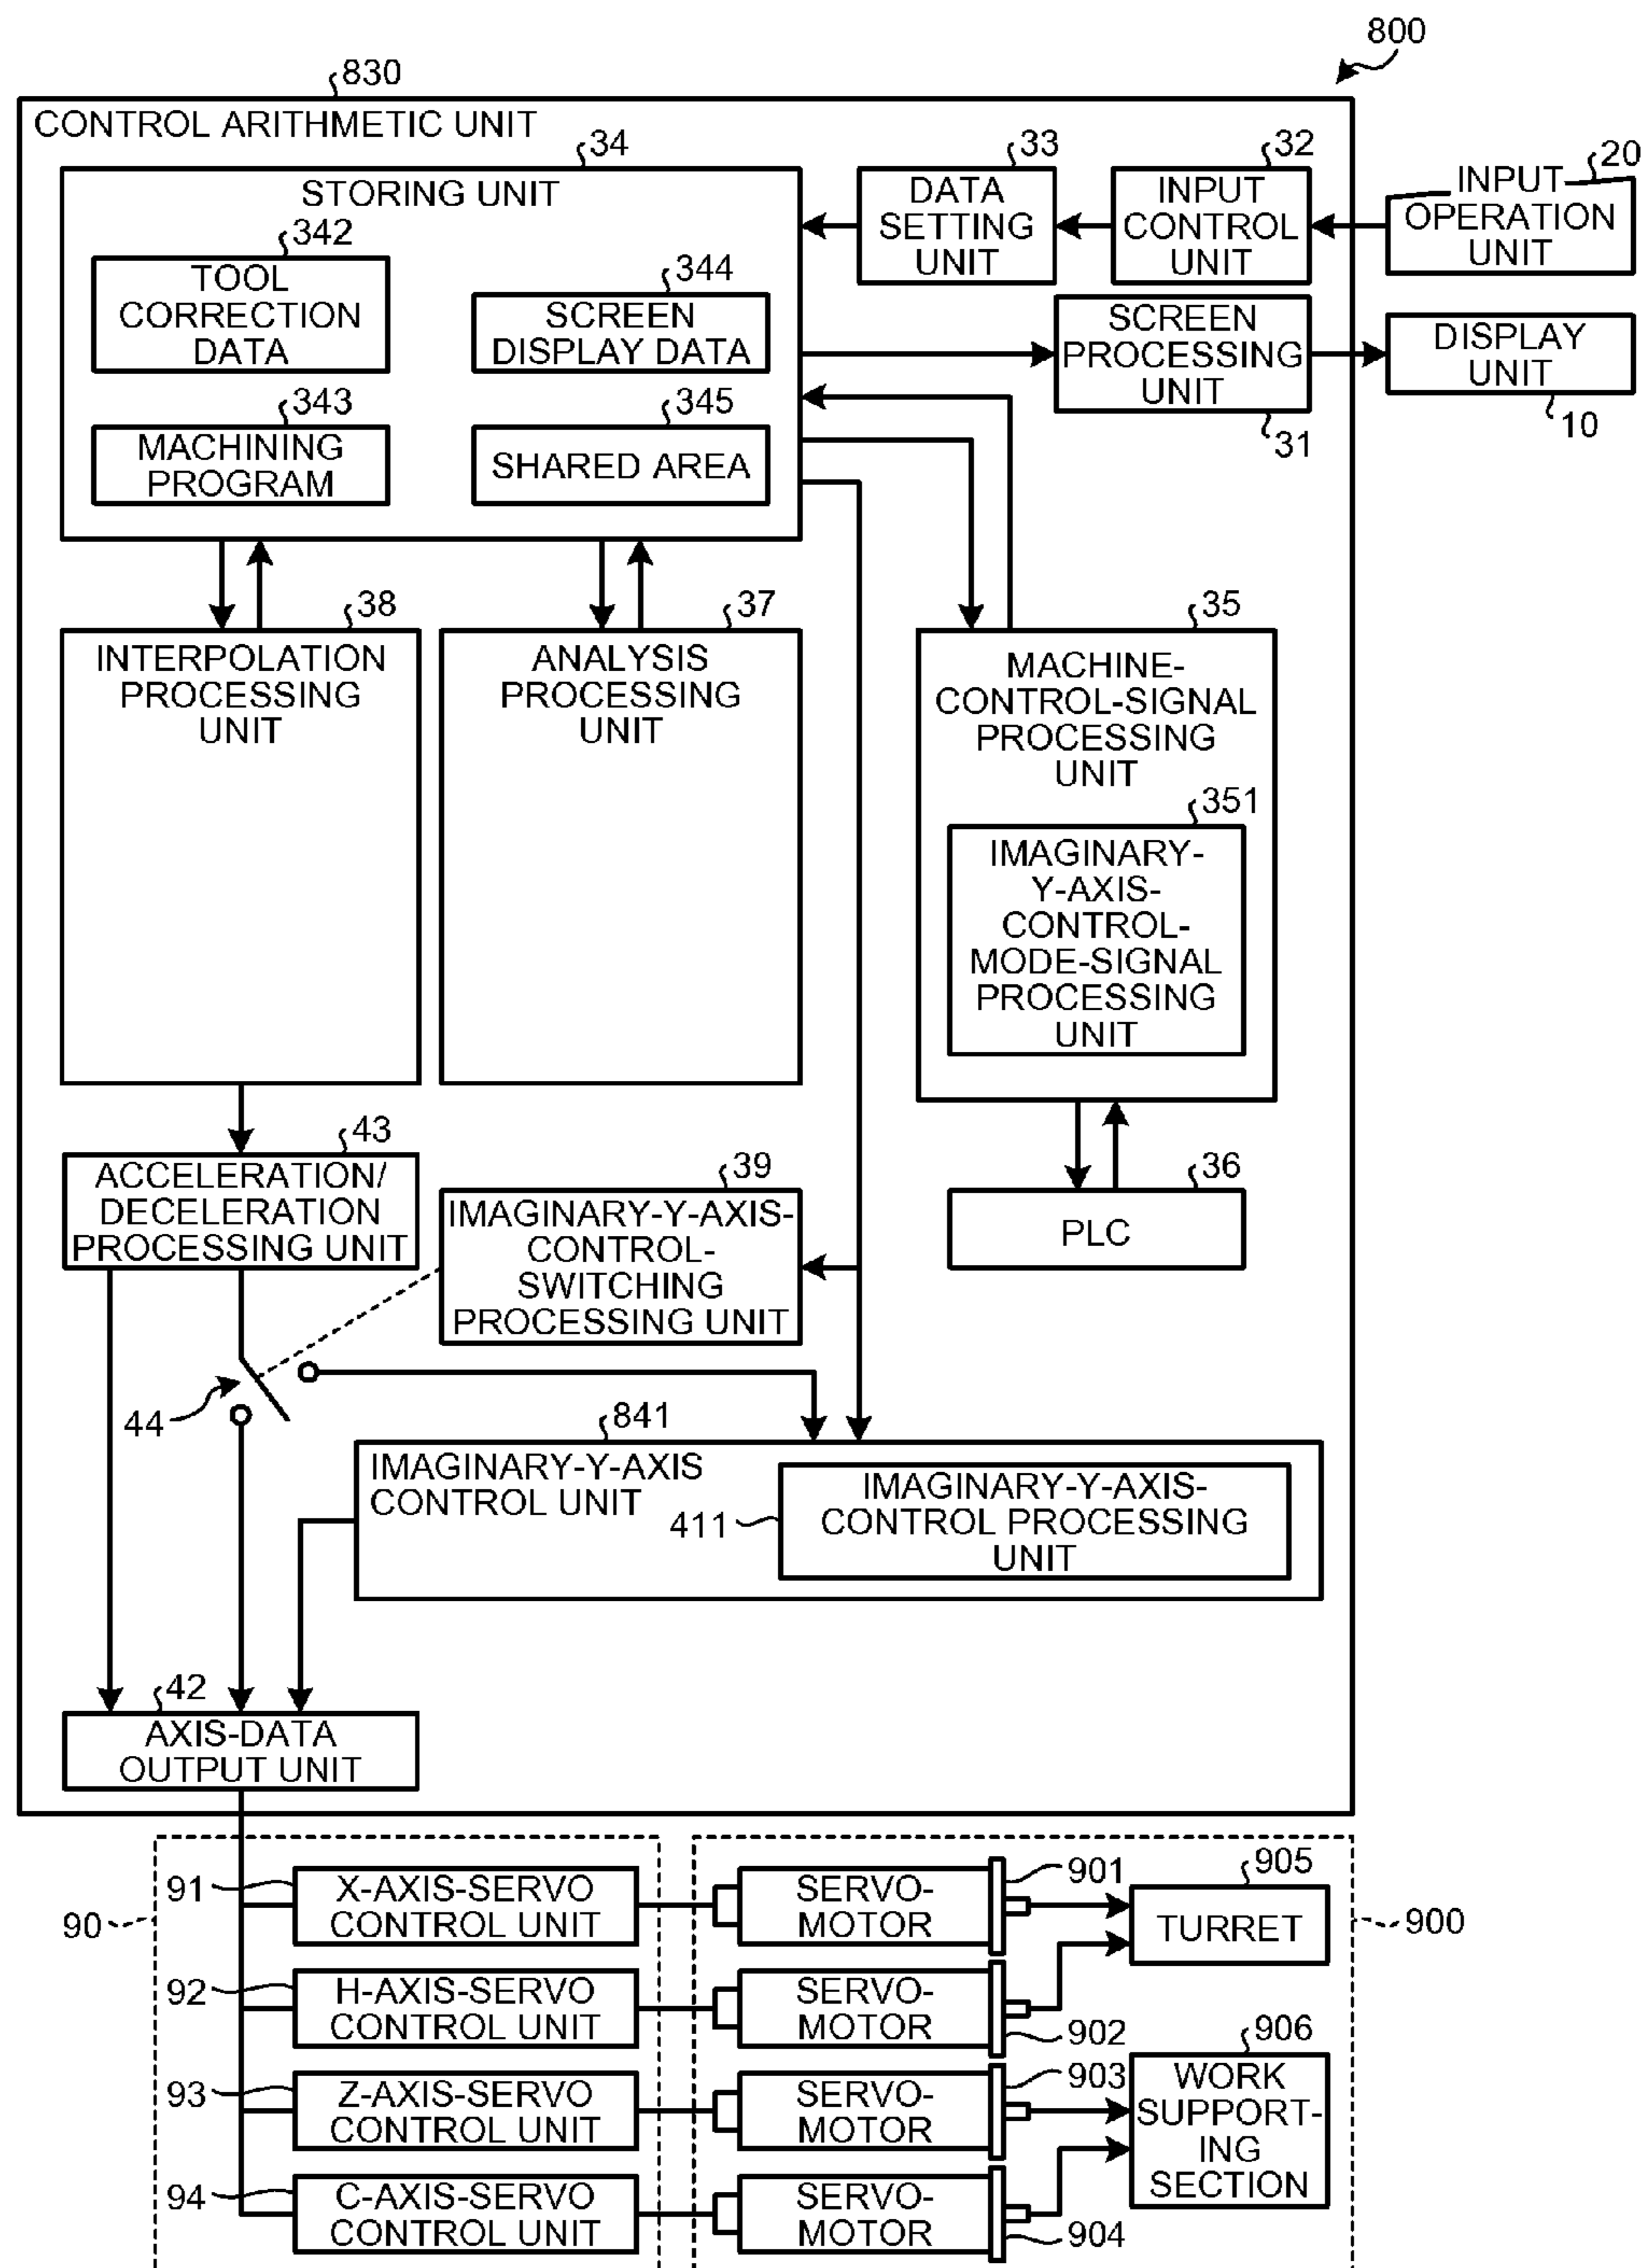 800
830
CONTROL ARITHMETIC UNIT
34
STORING UNIT
342
TOOL
CORRECTION
DATA
344
SCREEN
DISPLAY DATA
343
MACHINING
PROGRAM
345
SHARED AREA
33
DATA
SETTING
UNIT
32
INPUT
CONTROL
UNIT
20
INPUT
OPERATION
UNIT
SCREEN
PROCESSING
UNIT
31
DISPLAY
UNIT
10
38
INTERPOLATION
PROCESSING
UNIT
37
ANALYSIS
PROCESSING
UNIT
35
MACHINE-
CONTROL-SIGNAL
PROCESSING
UNIT
351
IMAGINARY-
Y-AXIS-
CONTROL-
MODE-SIGNAL
PROCESSING
UNIT
43
ACCELERATION/
DECELERATION
PROCESSING UNIT
39
IMAGINARY-Y-AXIS-
CONTROL-
SWITCHING
PROCESSING UNIT
36
PLC
44
841
IMAGINARY-Y-AXIS
CONTROL UNIT
411
IMAGINARY-Y-AXIS-
CONTROL PROCESSING
UNIT
42
AXIS-DATA
OUTPUT UNIT
90
91
X-AXIS-SERVO
CONTROL UNIT
SERVO-
MOTOR
901
905
TURRET
900
92
H-AXIS-SERVO
CONTROL UNIT
SERVO-
MOTOR
902
93
Z-AXIS-SERVO
CONTROL UNIT
SERVO-
MOTOR
903
906
WORK
SUPPORT-
ING
SECTION
94
C-AXIS-SERVO
CONTROL UNIT
SERVO-
MOTOR
904